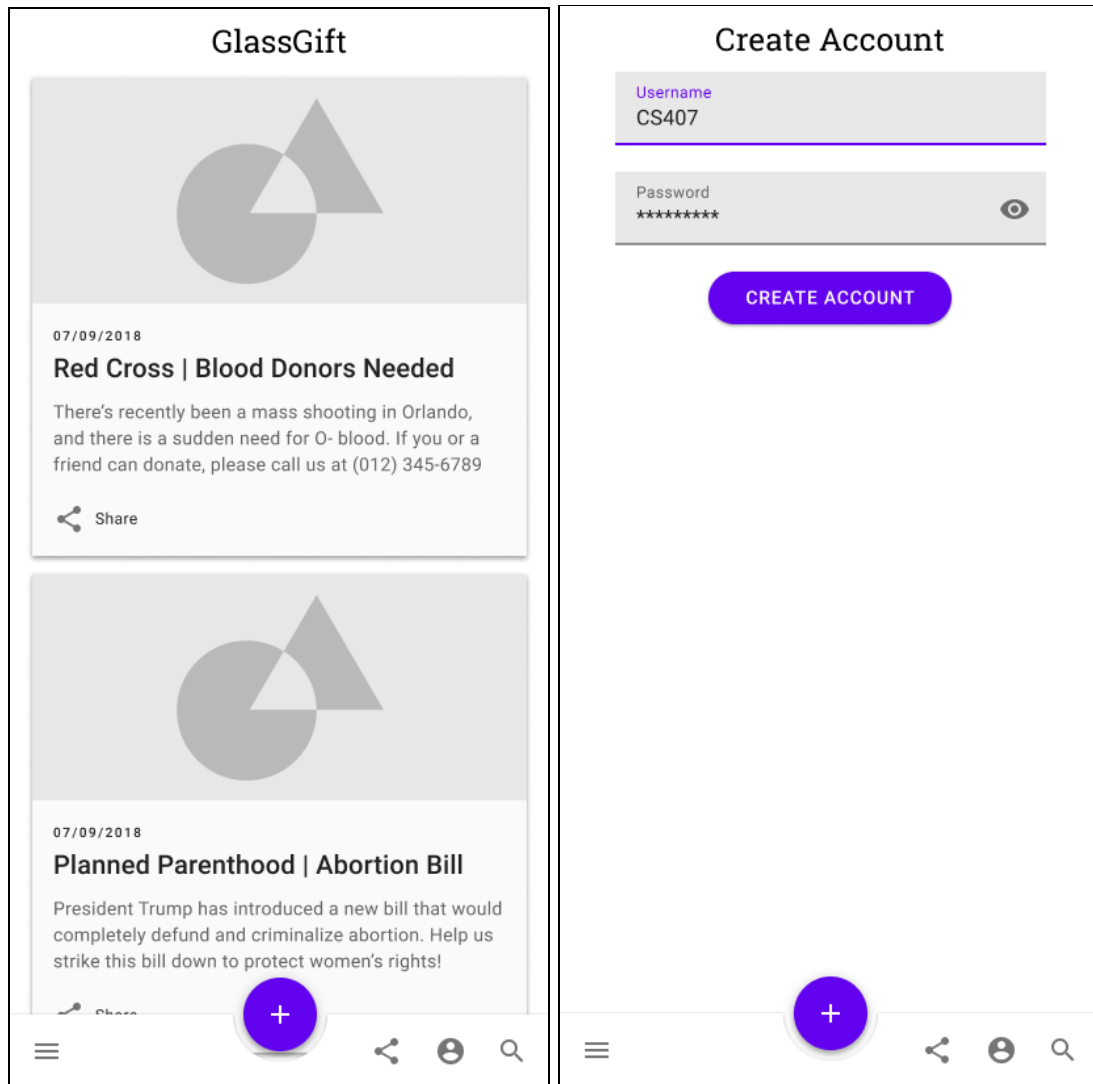 GlassGift
07/09/2018
Red Cross | Blood Donors Needed
There's recently been a mass shooting in Orlando,
and there is a sudden need for O- blood. If you or a
friend can donate, please call us at (012) 345-6789
Share
07/09/2018
Planned Parenthood | Abortion Bill
President Trump has introduced a new bill that would
completely defund and criminalize abortion. Help us
strike this bill down to protect women's rights!
Share
Create Account
Username
CS407
Password
*********
CREATE ACCOUNT